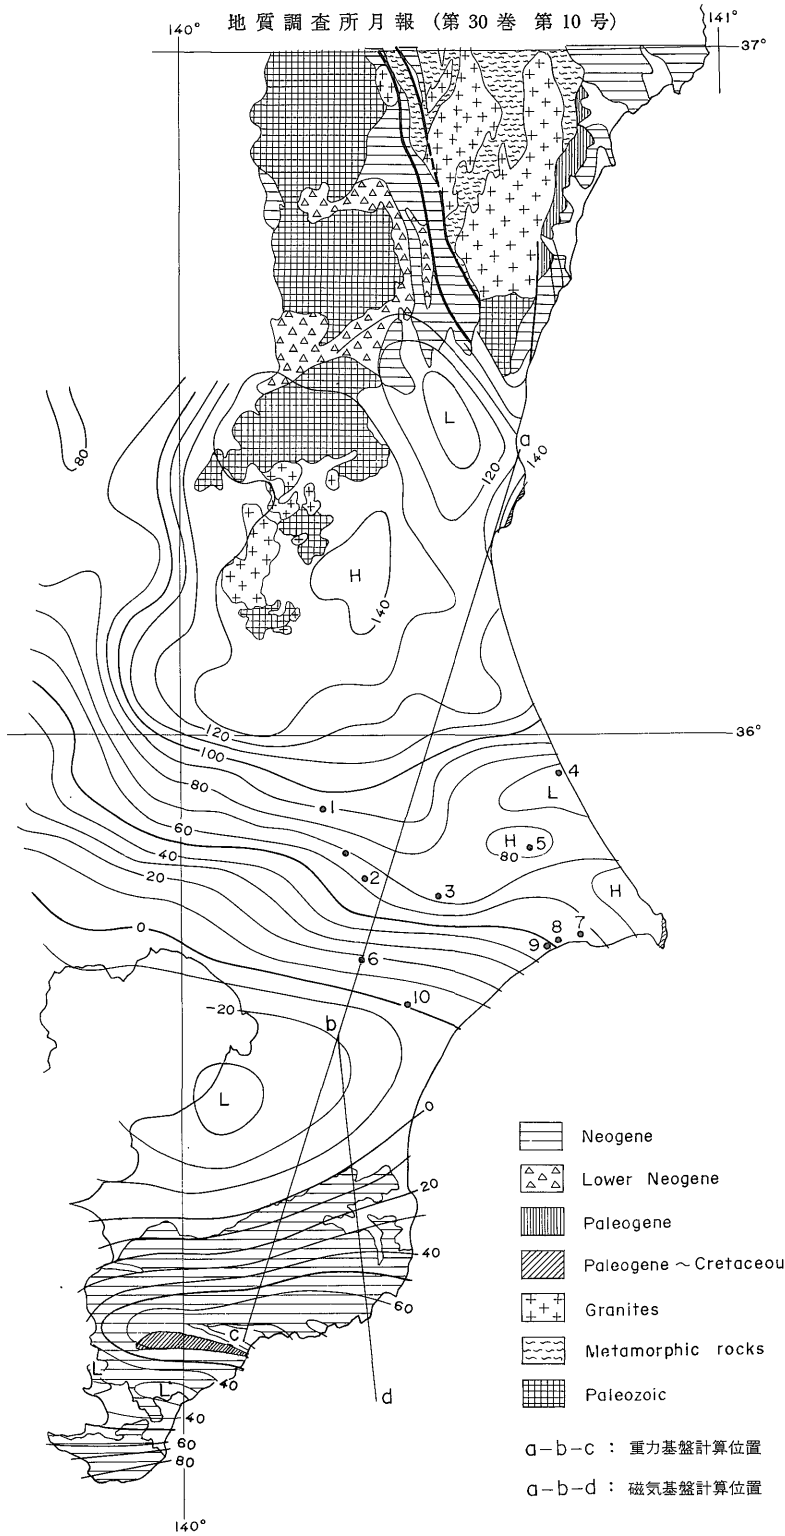 地質調査所月報 (第30巻 第10号)
140°
141°
37°
L
80
a
140
120
H
140
120
36°
100
80
4
L
1
60
H
5
80
40
2
20
3
H
0
8
7
9
6
10
-20
b
L
0
20
40
60
c
L
40
L
d
40
60
80
140°
Neogene
Lower Neogene
Paleogene
Paleogene ~ Cretaceou
Granites
Metamorphic rocks
Paleozoic
a-b-c : 重力基盤計算位置
a-b-d : 磁気基盤計算位置